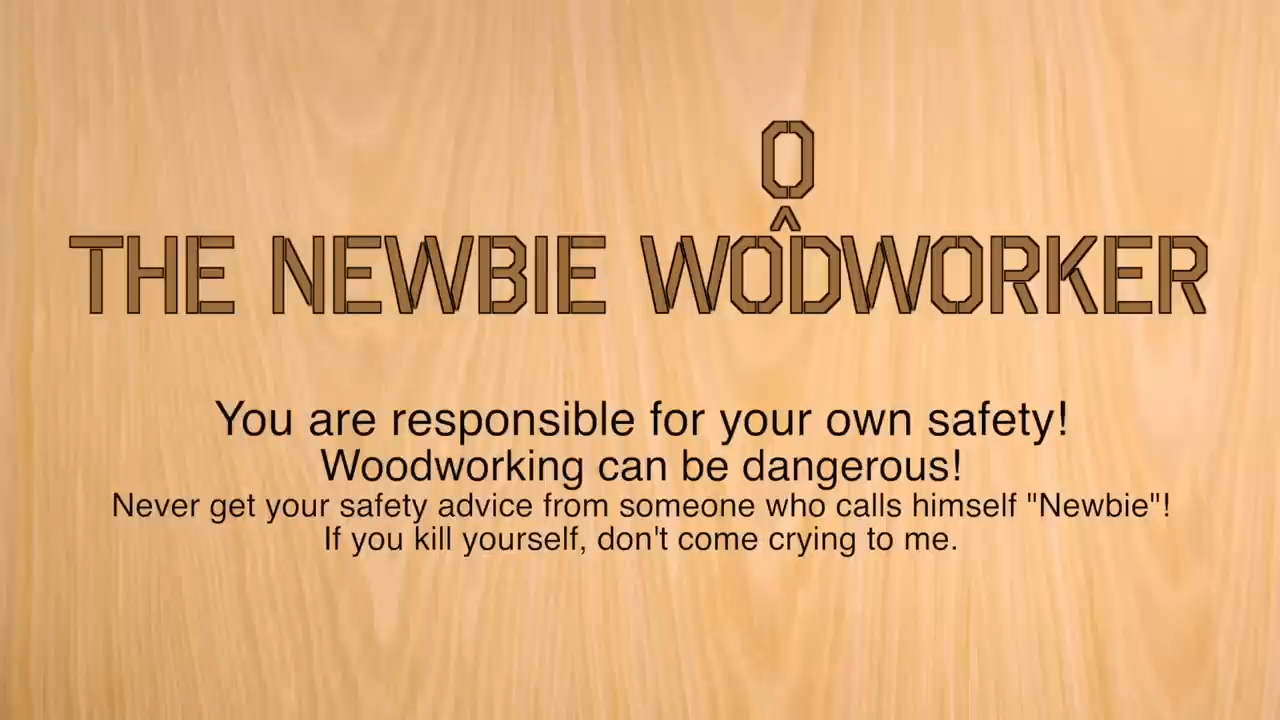 O
^
THE NEWBIE WODWORKER
You are responsible for your own safety!
Woodworking can be dangerous!
Never get your safety advice from someone who calls himself "Newbie"!
If you kill yourself, don't come crying to me.